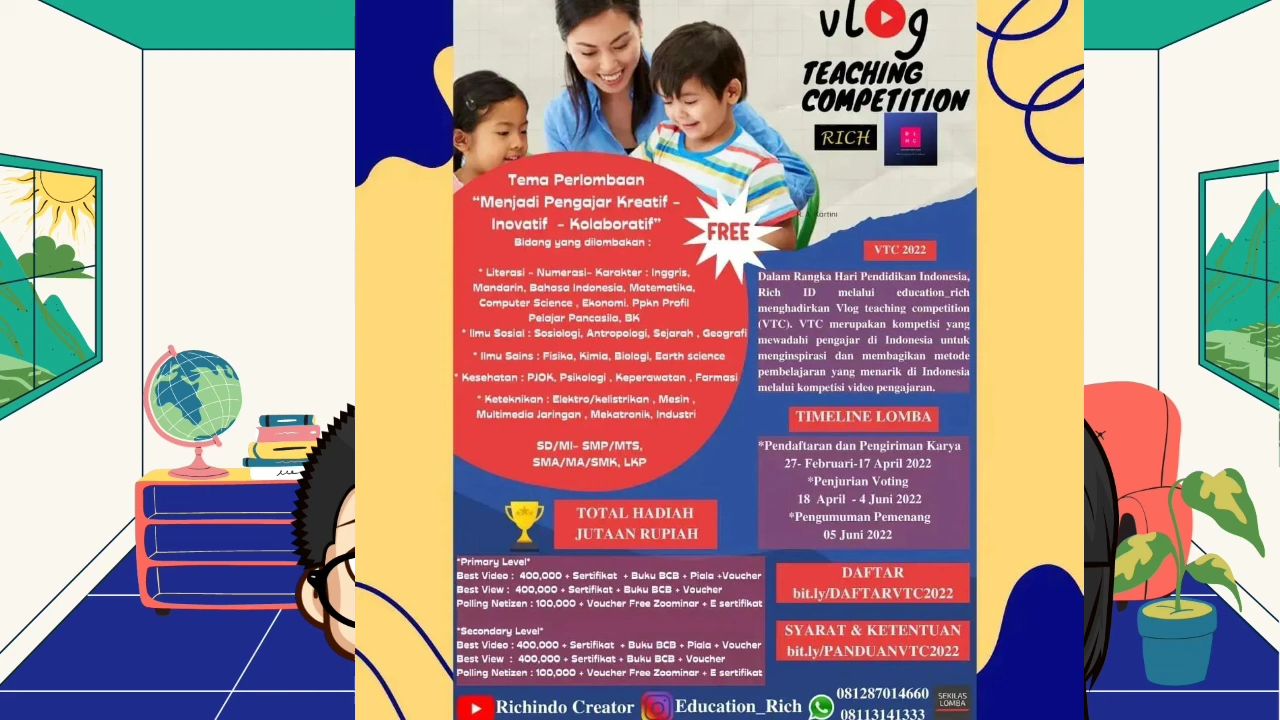 vlog
TEACHING
COMPETITION
RICH
Tema Perlombaan
"Menjadi Pengajar Kreatif -
Inovatif - Kolaboratif"
Bidang yang dilombakan :
FREE
Kartini
* Literasi - Numerasi- Karakter : Inggris,
Mandarin, Bahasa Indonesia, Matematika,
Computer Science , Ekonomi. Ppkn Profil
Pelajar Pancasila, BK
* Ilmu Sosial : Sosiologi, Antropologi, Sejarah , Geografi
* Ilmu Sains : Fisika, Kimia, Biologi, Earth science
* Kesehatan : PJOK, Psikologi , Keperawatan , Farmasi
* Keteknikan : Elektro/kelistrikan , Mesin ,
Multimedia Jaringan , Mekatronik, Industri
SD/MI- SMP/MTS,
SMA/MA/SMK, LKP
VTC 2022
Dalam Rangka Hari Pendidikan Indonesia,
Rich ID melalui education_rich
menghadirkan Vlog teaching competition
(VTC). VTC merupakan kompetisi yang
mewadahi pengajar di Indonesia untuk
menginspirasi dan membagikan metode
pembelajaran yang menarik di Indonesia
melalui kompetisi video pengajaran.
TIMELINE LOMBA
*Pendaftaran dan Pengiriman Karya
27- Februari-17 April 2022
*Penjurian Voting
18 April - 4 Juni 2022
*Pengumuman Pemenang
05 Juni 2022
TOTAL HADIAH
JUTAAN RUPIAH
*Primary Level*
Best Video : 400,000 + Sertifikat + Buku BCB + Piala +Voucher
Best View : 400,000 + Sertifikat + Buku BCB + Voucher
Polling Netizen : 100,000 + Voucher Free Zoominar + E sertifikat
*Secondary Level*
Best Video : 400,000 + Sertifikat + Buku BCB + Piala + Voucher
Best View : 400,000 + Sertifikat + Buku BCB + Voucher
Polling Netizen : 100,000 + Voucher Free Zoominar + E sertifikat
DAFTAR
bit.ly/DAFTARVTC2022
SYARAT & KETENTUAN
bit.ly/PANDUANVTC2022
Richindo Creator
Education_Rich
081287014660
08113141333
SEKILAS
LOMBA